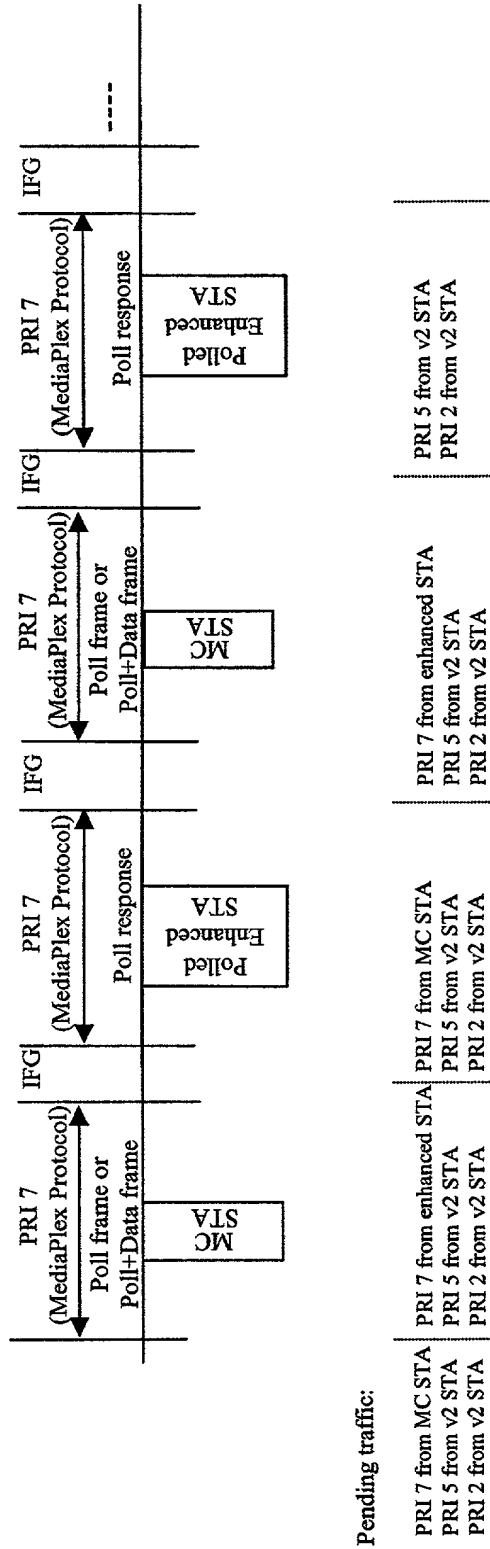 PRI 7
(MediaPlex Protocol)
IFG
PRI 7
(MediaPlex Protocol)
IFG
PRI 7
(MediaPlex Protocol)
IFG
PRI 7
(MediaPlex Protocol)
IFG
Poll frame or
Poll+Data frame
Poll response
Poll frame or
Poll+Data frame
Poll response
MC
STA
Polled
Enhanced
STA
MC
STA
Polled
Enhanced
STA
Pending traffic:
PRI 7 from MC STA
PRI 5 from v2 STA
PRI 2 from v2 STA
PRI 7 from enhanced STA
PRI 5 from v2 STA
PRI 2 from v2 STA
PRI 7 from MC STA
PRI 5 from v2 STA
PRI 2 from v2 STA
PRI 7 from enhanced STA
PRI 5 from v2 STA
PRI 2 from v2 STA
PRI 5 from v2 STA
PRI 2 from v2 STA